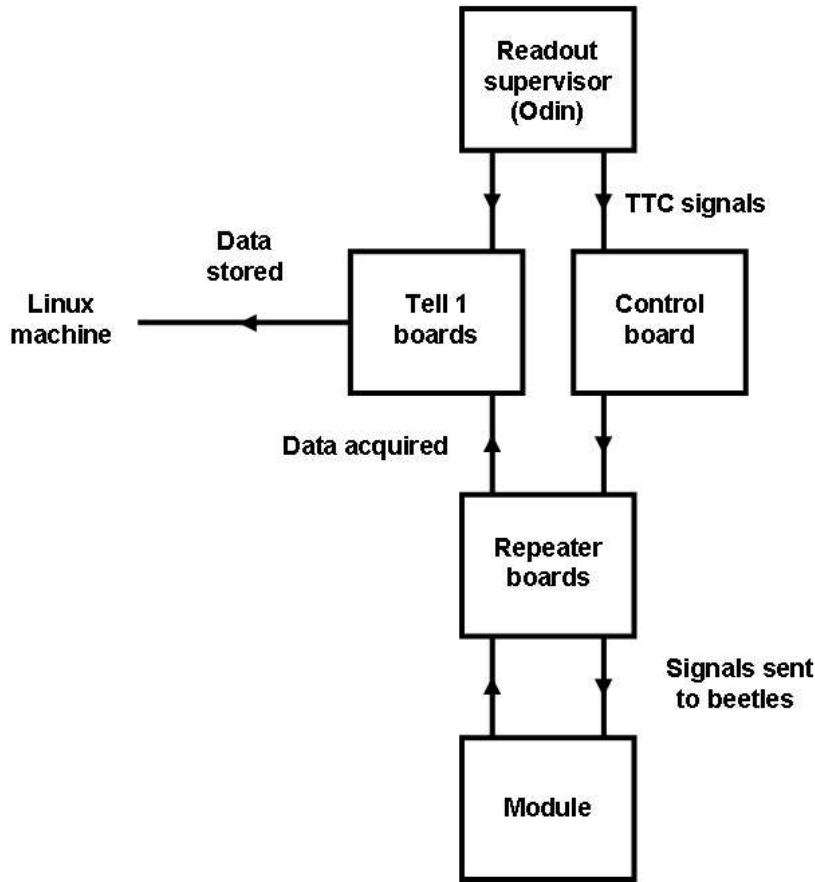 Readout
supervisor
(Odin)
TTC signals
Data
stored
Linux
machine
Tell 1
boards
Control
board
Data acquired
Repeater
boards
Signals sent
to beetles
Module